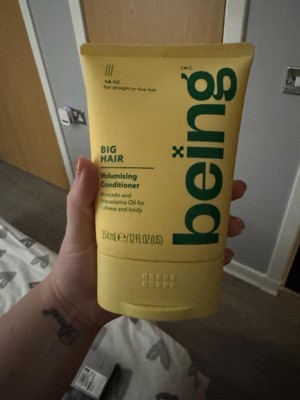 1A-1C
For straight or fine hair
INC.
being
BIG
HAIR
Volumising
Conditioner
Avocado and
Macadamia Oil for
fullness and body
354 mL e / 12 FL OZ (US)